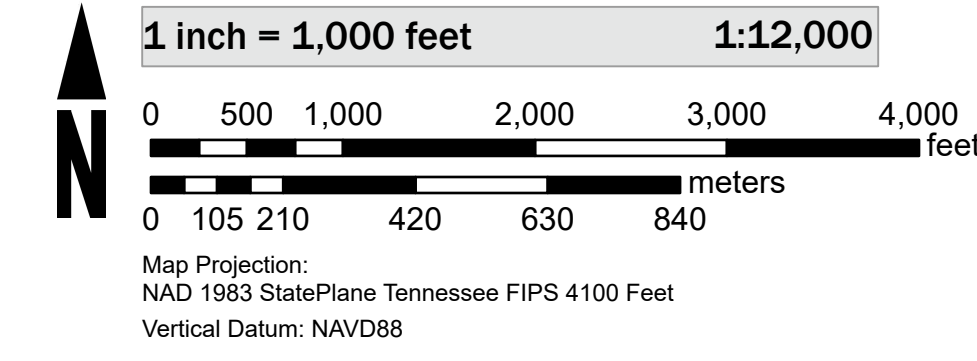 1 inch = 1,000 feet 1:12,000
0 500 1,000 2,000 3,000 4,000
feet
meters
0 105 210 420 630 840
N
Map Projection:
NAD 1983 StatePlane Tennessee FIPS 4100 Feet
Vertical Datum: NAVD88